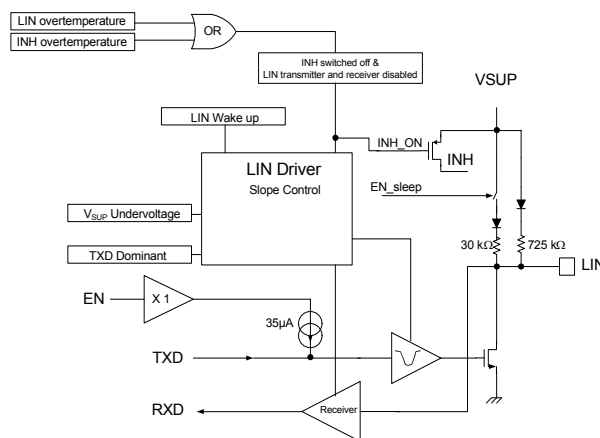 LIN overtemperature
INH overtemperature
OR
INH switched off &
LIN transmitter and receiver disabled
VSUP
LIN Wake up
INH_ON
INH
LIN Driver
Slope Control
EN_sleep
VSUP Undervoltage
30 kΩ
725 kΩ
TXD Dominant
LIN
EN
X 1
35µA
TXD
RXD
Receiver